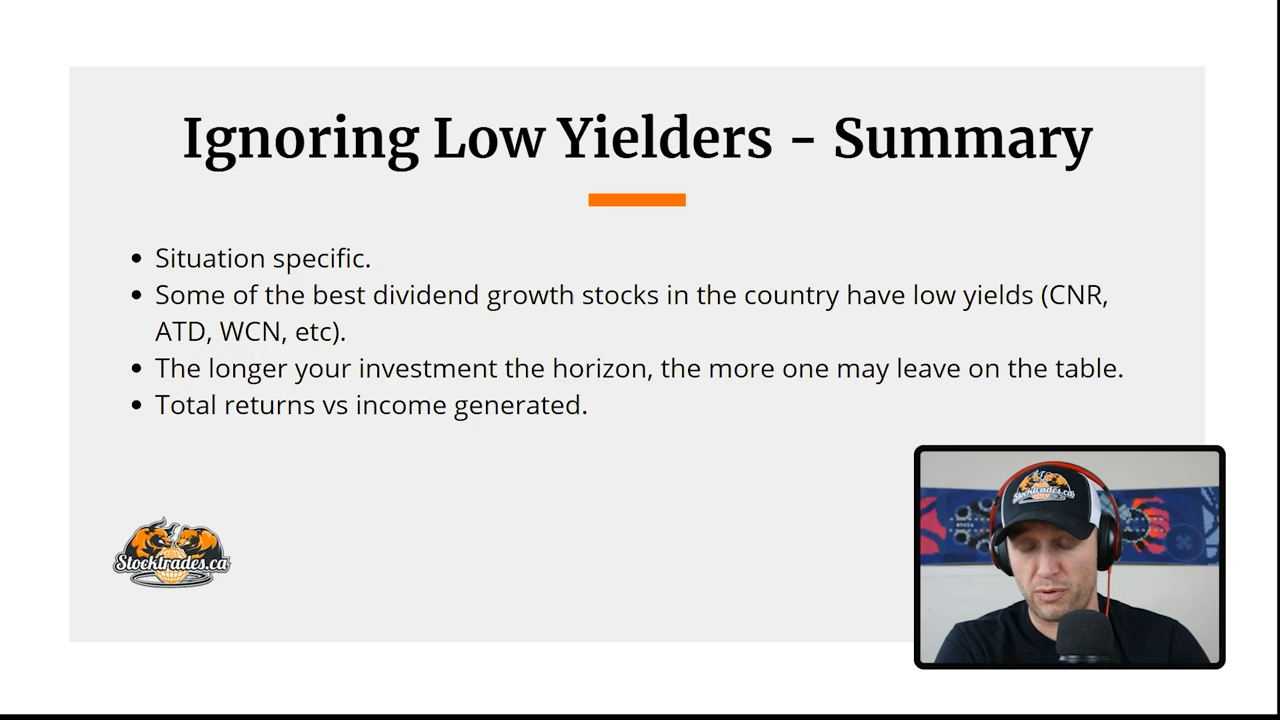 Ignoring Low Yielders - Summary
• Situation specific.
• Some of the best dividend growth stocks in the country have low yields (CNR,
ATD, WCN, etc).
• The longer your investment the horizon, the more one may leave on the table.
• Total returns vs income generated.
Stocktrades.ca
Stocktrades.ca